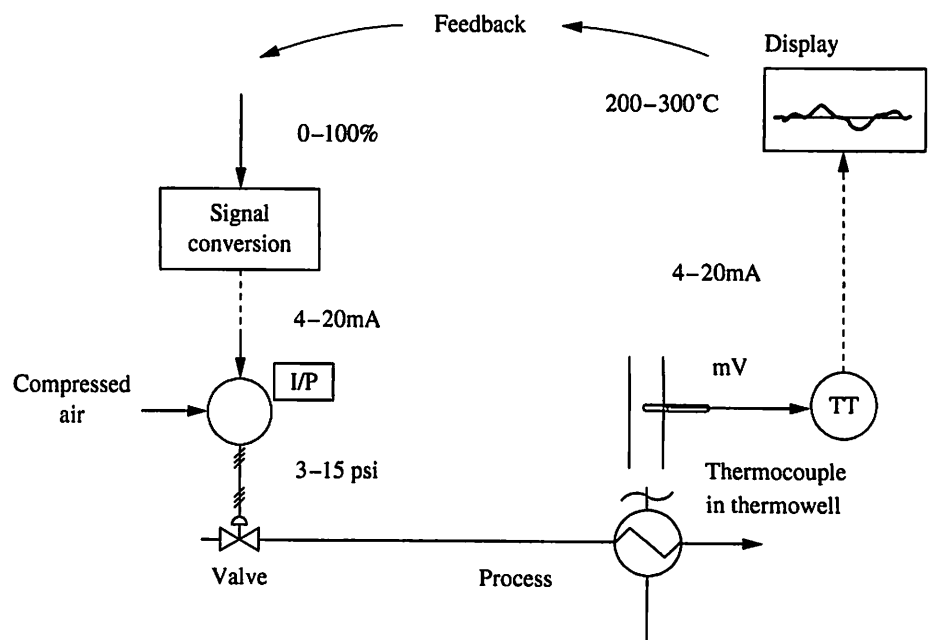 Feedback
Display
200–300°C
0–100%
Signal
conversion
4–20mA
4–20mA
I/P
Compressed
air
mV
TT
3–15 psi
Thermocouple
in thermowell
Valve
Process